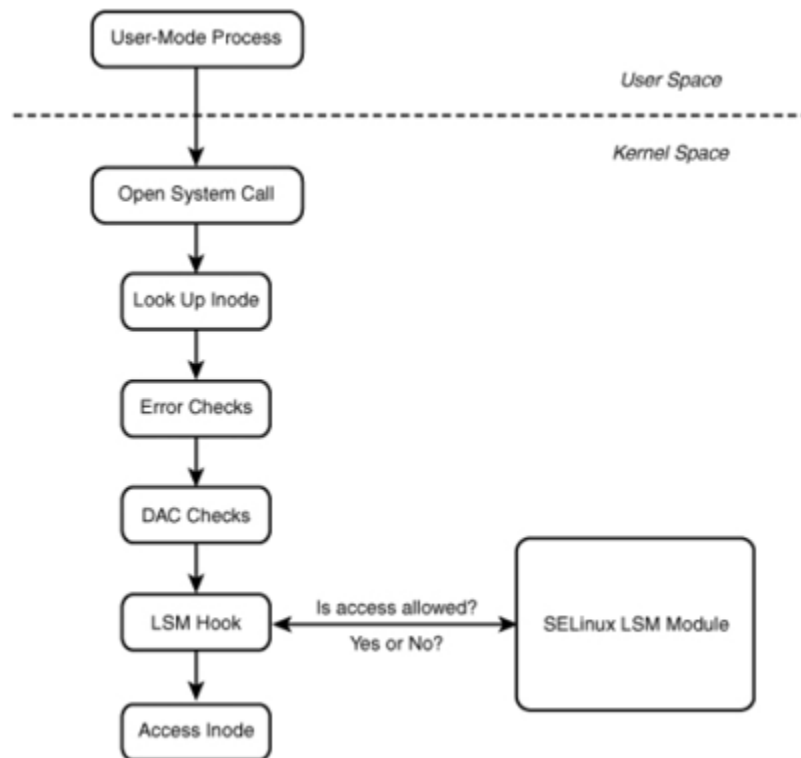 User-Mode Process
User Space
Kernel Space
Open System Call
Look Up Inode
Error Checks
DAC Checks
Is access allowed?
LSM Hook
SELinux LSM Module
Yes or No?
Access Inode